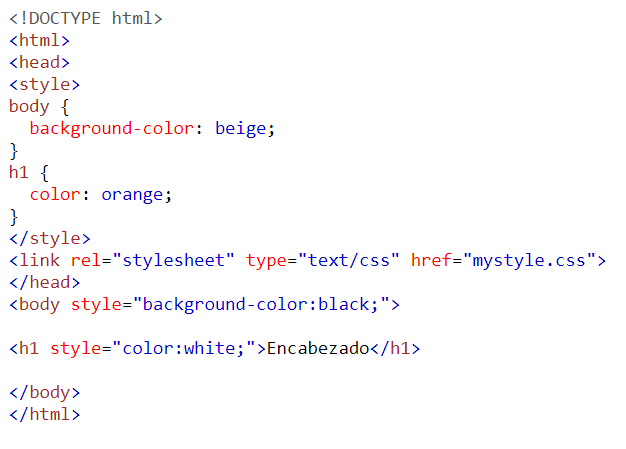 <!DOCTYPE html>
<html>
<head>
<style>
body {
  background-color: beige;
}
h1 {
  color: orange;
}
</style>
<link rel="stylesheet" type="text/css" href="mystyle.css">
</head>
<body style="background-color:black;">
<h1 style="color:white;">Encabezado</h1>
</body>
</html>